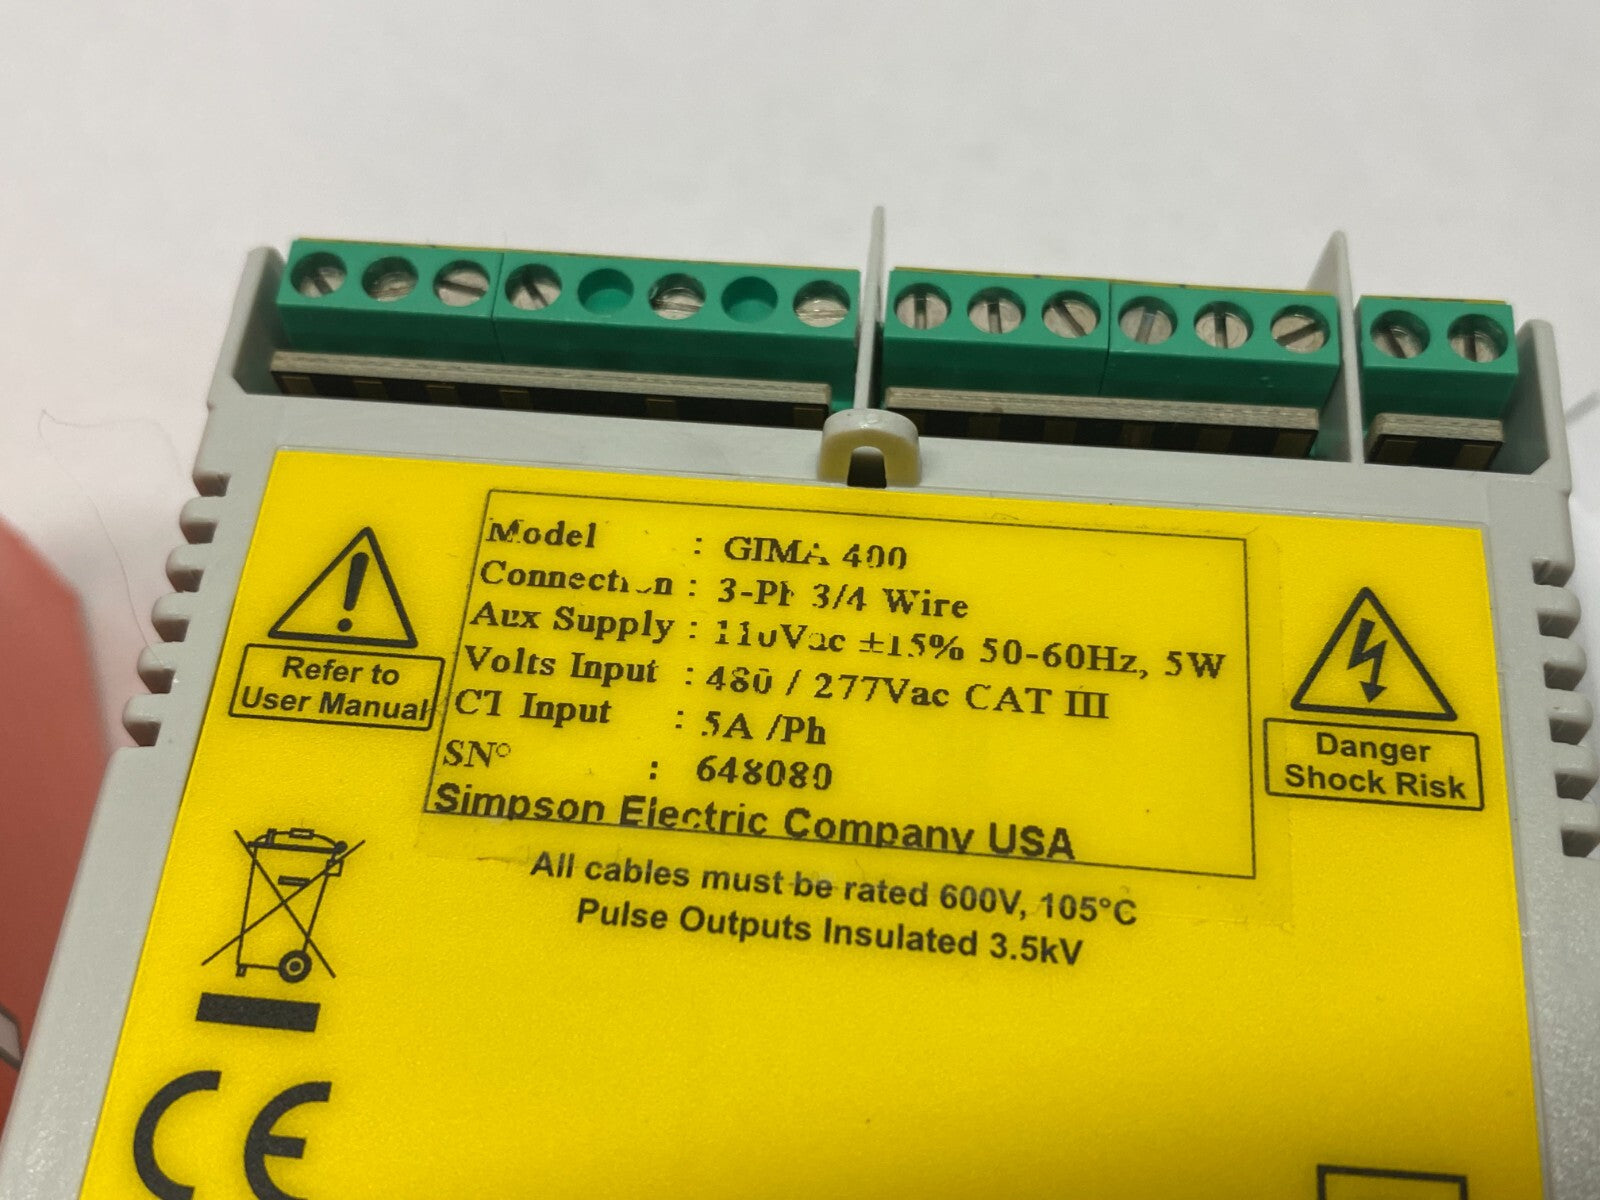 Model : GIMA 400
Connection : 3-Ph 3/4 Wire
Aux Supply : 110Vac ±15% 50-60Hz, 5W
Volts Input : 480 / 277Vac CAT III
CT Input : 5A /Ph
SN° : 648080
Simpson Electric Company USA
Refer to
User Manual
Danger
Shock Risk
All cables must be rated 600V, 105°C
Pulse Outputs Insulated 3.5kV
CE